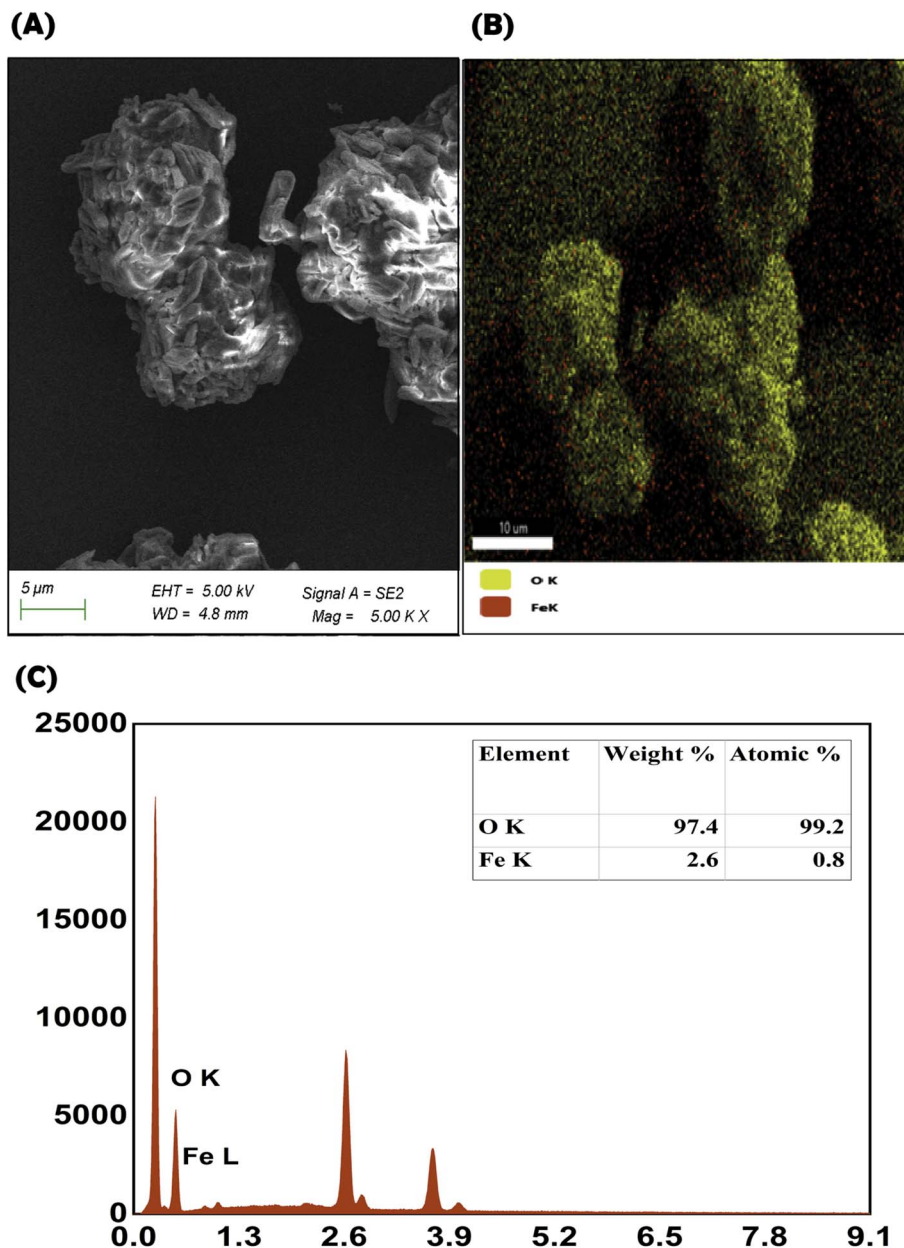 (A)
(B)
5 µm
EHT = 5.00 kV
Signal A = SE2
WD = 4.8 mm
Mag = 5.00 K X
10 um
O K
FeK
(C)
25000
20000
15000
10000
5000
0
Element Weight % Atomic %
O K 97.4 99.2
Fe K 2.6 0.8
O K
Fe L
0.0 1.3 2.6 3.9 5.2 6.5 7.8 9.1